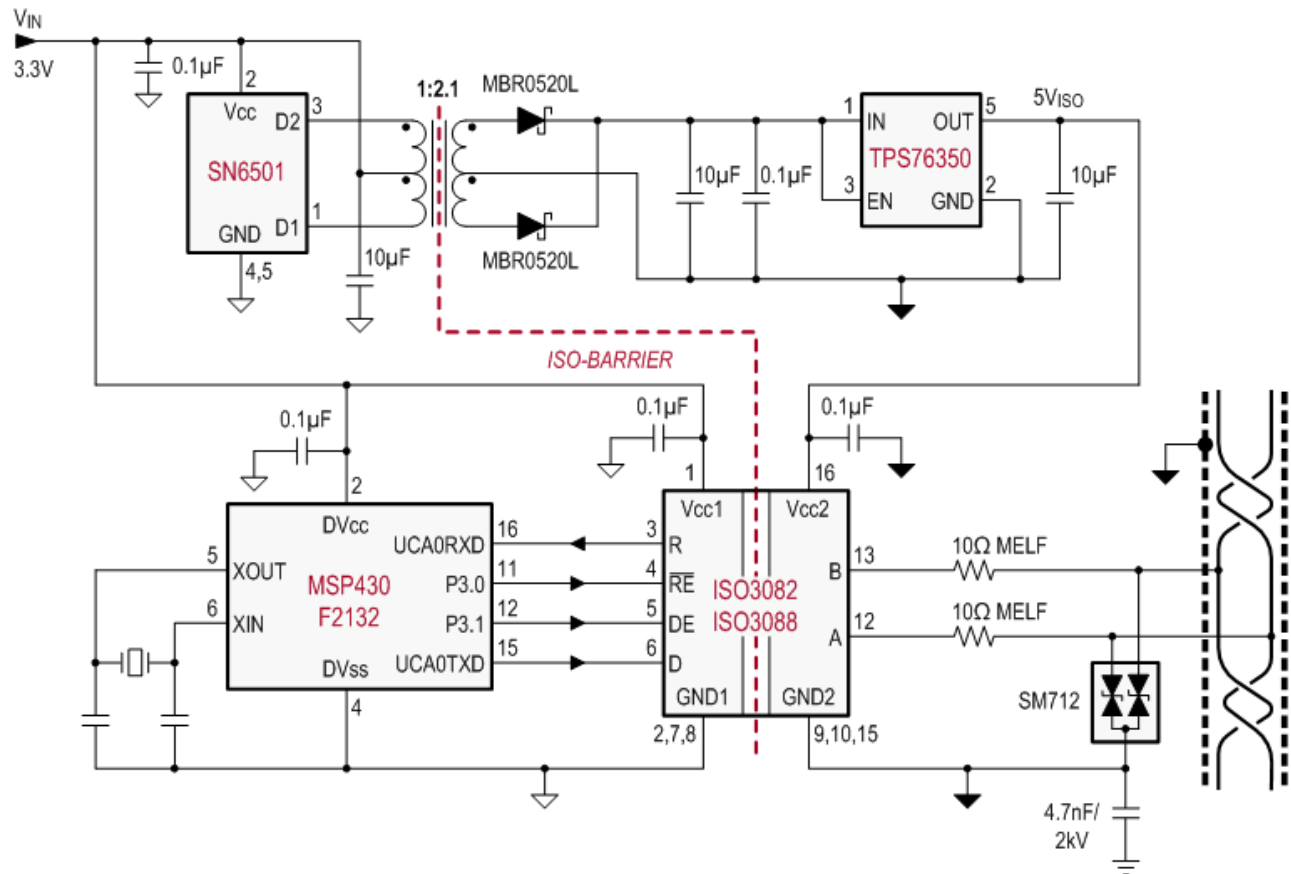 VIN
3.3V
0.1µF
2
Vcc
D2
3
SN6501
D1
1
GND
4,5
10µF
1:2.1
MBR0520L
MBR0520L
10µF
0.1µF
1
IN
OUT
5
TPS76350
3
EN
GND
2
5VISO
10µF
ISO-BARRIER
0.1µF
2
DVcc
5
XOUT
6
XIN
MSP430
F2132
UCA0RXD
16
P3.0
11
P3.1
12
UCA0TXD
15
DVss
4
0.1µF
1
Vcc1
3
R
4
RE
5
DE
6
D
GND1
2,7,8
0.1µF
16
Vcc2
ISO3082
ISO3088
B
13
A
12
GND2
9,10,15
10Ω MELF
10Ω MELF
SM712
4.7nF/
2kV